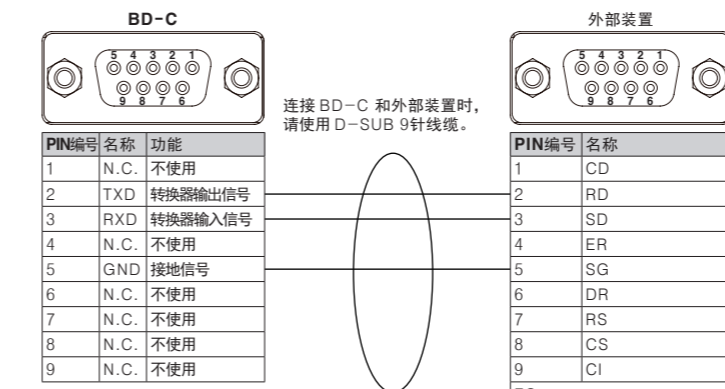 BD-C
外部装置
5 4 3 2 1
9 8 7 6
5 4 3 2 1
9 8 7 6
连接 BD-C 和外部装置时,
请使用 D-SUB 9针线缆。
PIN编号 名称 功能
1 N.C. 不使用
2 TXD 转换器输出信号
3 RXD 转换器输入信号
4 N.C. 不使用
5 GND 接地信号
6 N.C. 不使用
7 N.C. 不使用
8 N.C. 不使用
9 N.C. 不使用
PIN编号 名称
1 CD
2 RD
3 SD
4 ER
5 SG
6 DR
7 RS
8 CS
9 CI